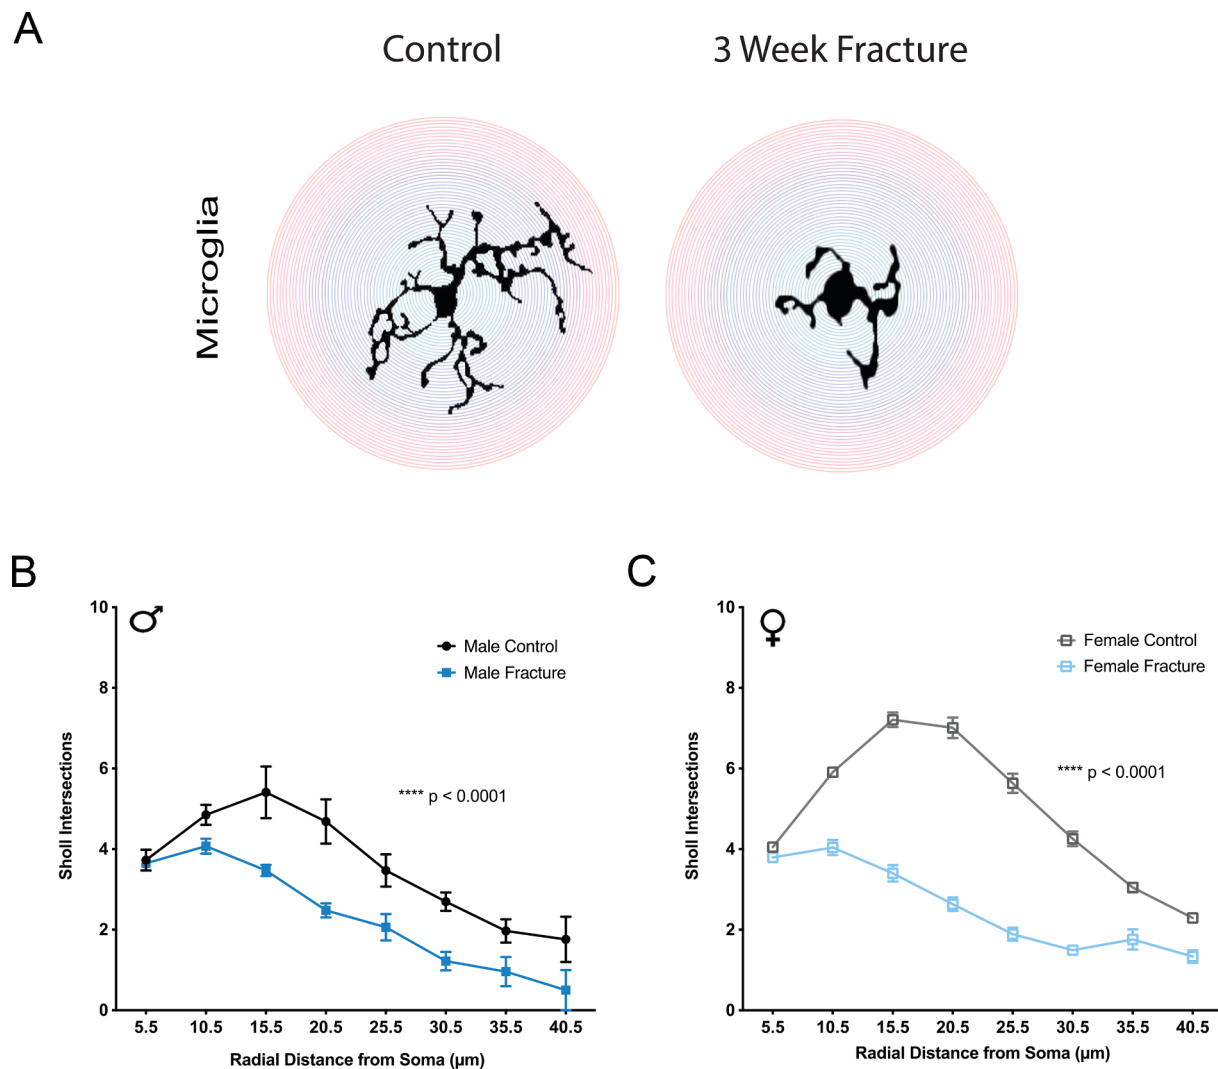 A
Control
3 Week Fracture
Microglia
B
♂
10
8
6
4
2
0
Sholl Intersections
Male Control
Male Fracture
**** p < 0.0001
5.5 10.5 15.5 20.5 25.5 30.5 35.5 40.5
Radial Distance from Soma (µm)
C
♀
10
8
6
4
2
0
Sholl Intersections
Female Control
Female Fracture
**** p < 0.0001
5.5 10.5 15.5 20.5 25.5 30.5 35.5 40.5
Radial Distance from Soma (µm)